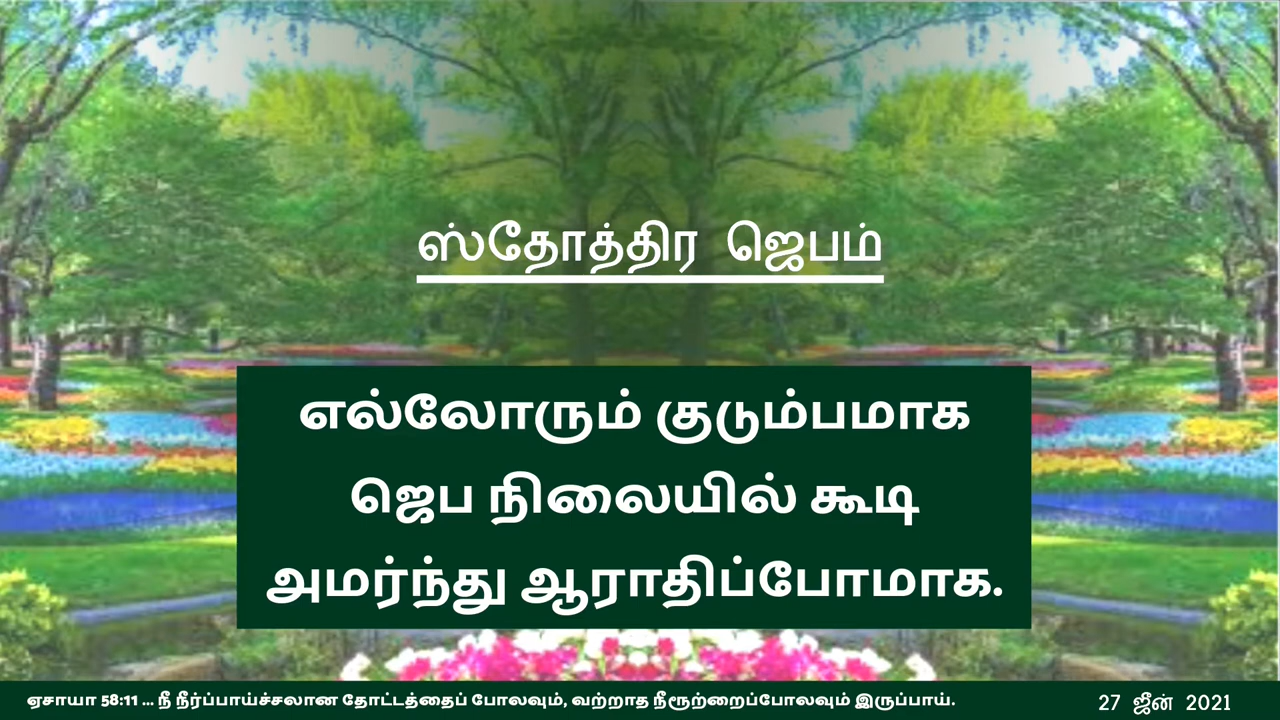 ஸ்தோத்திர ஜெபம்
எல்லோரும் குடும்பமாக
ஜெப நிலையில் கூடி
அமர்ந்து ஆராதிப்போமாக.
ஏசாயா 58:11 ... நீ நீர்ப்பாய்ச்சலான தோட்டத்தைப் போலவும், வற்றாத நீரூற்றைப்போலவும் இருப்பாய்.
27 ஜீன் 2021